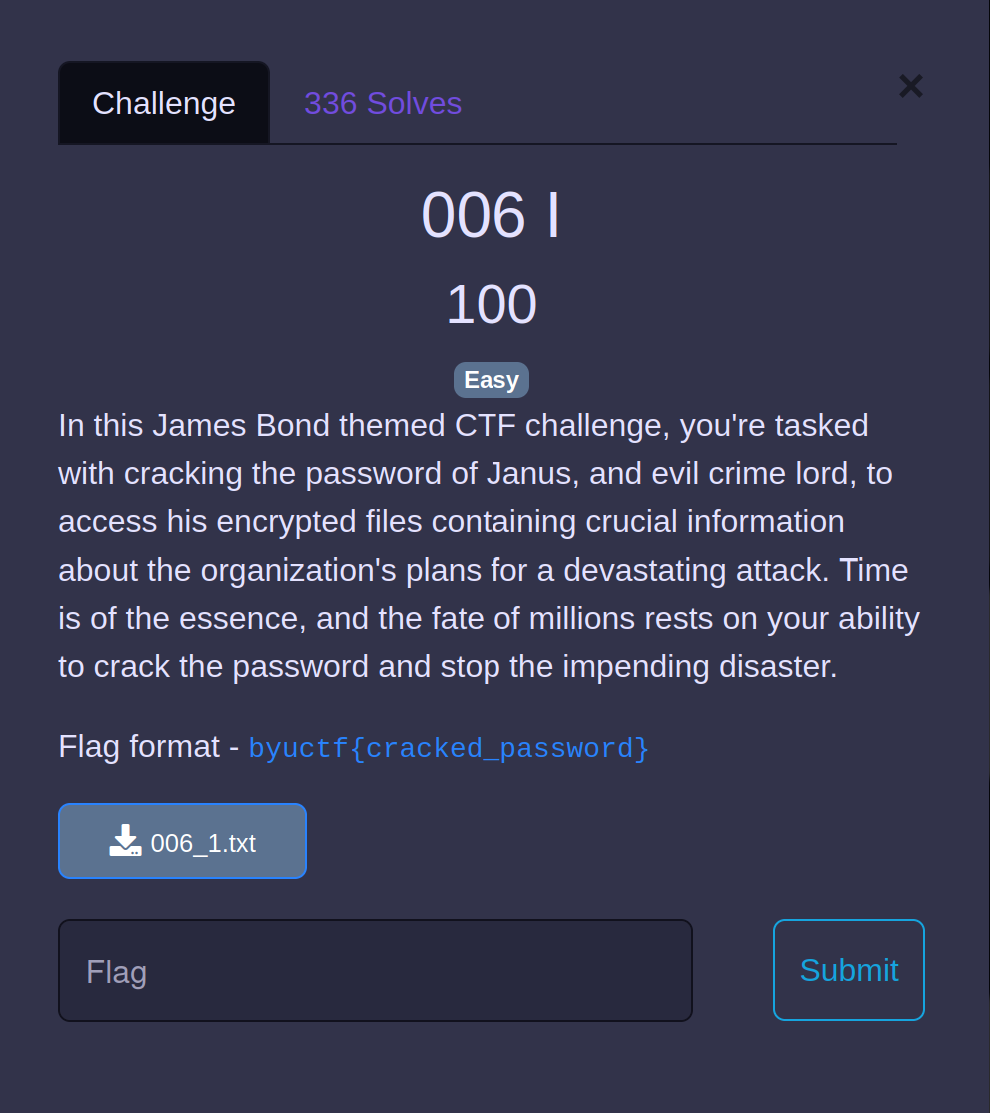 Challenge
336 Solves
×
006 I
100
Easy
In this James Bond themed CTF challenge, you're tasked
with cracking the password of Janus, and evil crime lord, to
access his encrypted files containing crucial information
about the organization's plans for a devastating attack. Time
is of the essence, and the fate of millions rests on your ability
to crack the password and stop the impending disaster.
Flag format - byuctf{cracked_password}
006_1.txt
Flag
Submit